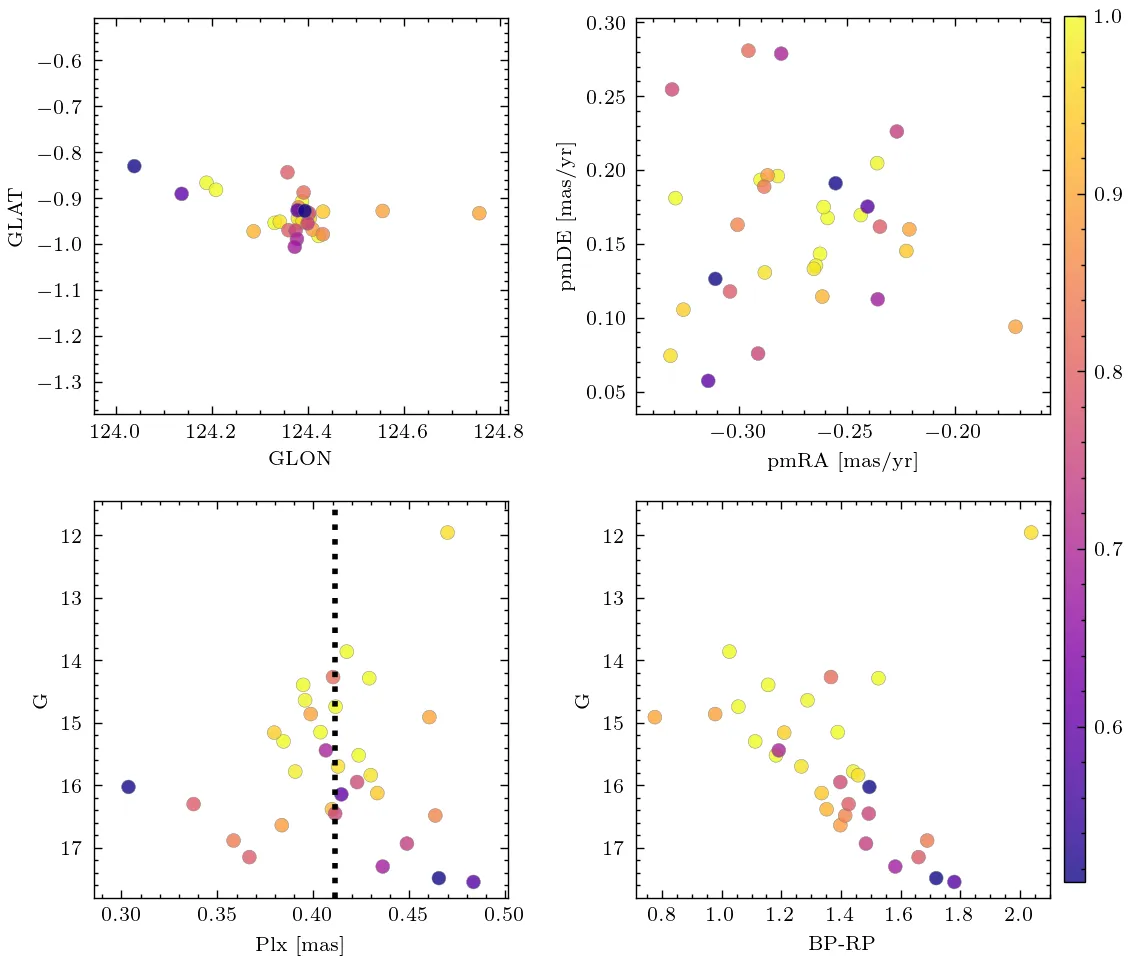 −0.6
−0.7
−0.8
−0.9
−1.0
−1.1
−1.2
−1.3
GLAT
124.0 124.2 124.4 124.6 124.8
GLON
0.30
0.25
0.20
0.15
0.10
0.05
pmDE [mas/yr]
−0.30 −0.25 −0.20
pmRA [mas/yr]
1.0
0.9
0.8
0.7
0.6
12
13
14
15
16
17
G
0.30 0.35 0.40 0.45 0.50
Plx [mas]
12
13
14
15
16
17
G
0.8 1.0 1.2 1.4 1.6 1.8 2.0
BP-RP